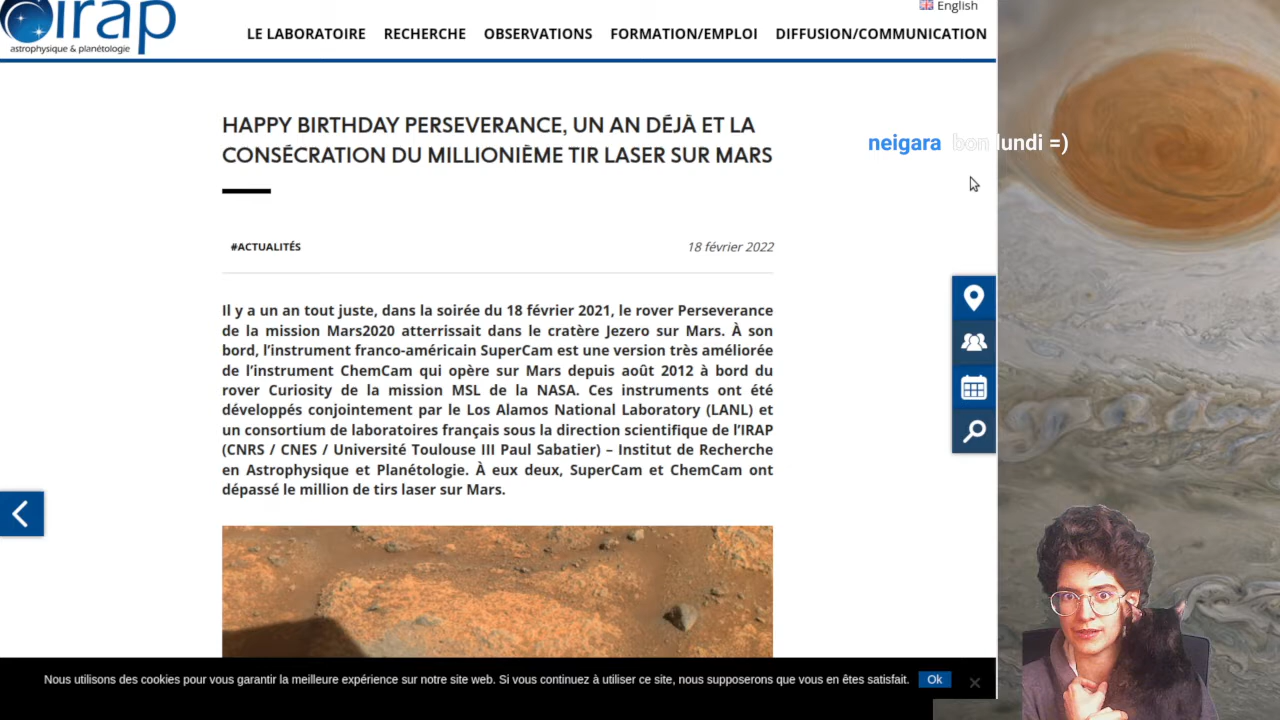 irap
astrophysique & planétologie
English
LE LABORATOIRE RECHERCHE OBSERVATIONS FORMATION/EMPLOI DIFFUSION/COMMUNICATION
HAPPY BIRTHDAY PERSEVERANCE, UN AN DÉJÀ ET LA
CONSÉCRATION DU MILLIONIÈME TIR LASER SUR MARS
neigara bon lundi =)
#ACTUALITÉS 18 février 2022
Il y a un an tout juste, dans la soirée du 18 février 2021, le rover Perseverance
de la mission Mars2020 atterrissait dans le cratère Jezero sur Mars. À son
bord, l’instrument franco-américain SuperCam est une version très améliorée
de l’instrument ChemCam qui opère sur Mars depuis août 2012 à bord du
rover Curiosity de la mission MSL de la NASA. Ces instruments ont été
développés conjointement par le Los Alamos National Laboratory (LANL) et
un consortium de laboratoires français sous la direction scientifique de l’IRAP
(CNRS / CNES / Université Toulouse III Paul Sabatier) – Institut de Recherche
en Astrophysique et Planétologie. À eux deux, SuperCam et ChemCam ont
dépassé le million de tirs laser sur Mars.
Nous utilisons des cookies pour vous garantir la meilleure expérience sur notre site web. Si vous continuez à utiliser ce site, nous supposerons que vous en êtes satisfait. Ok